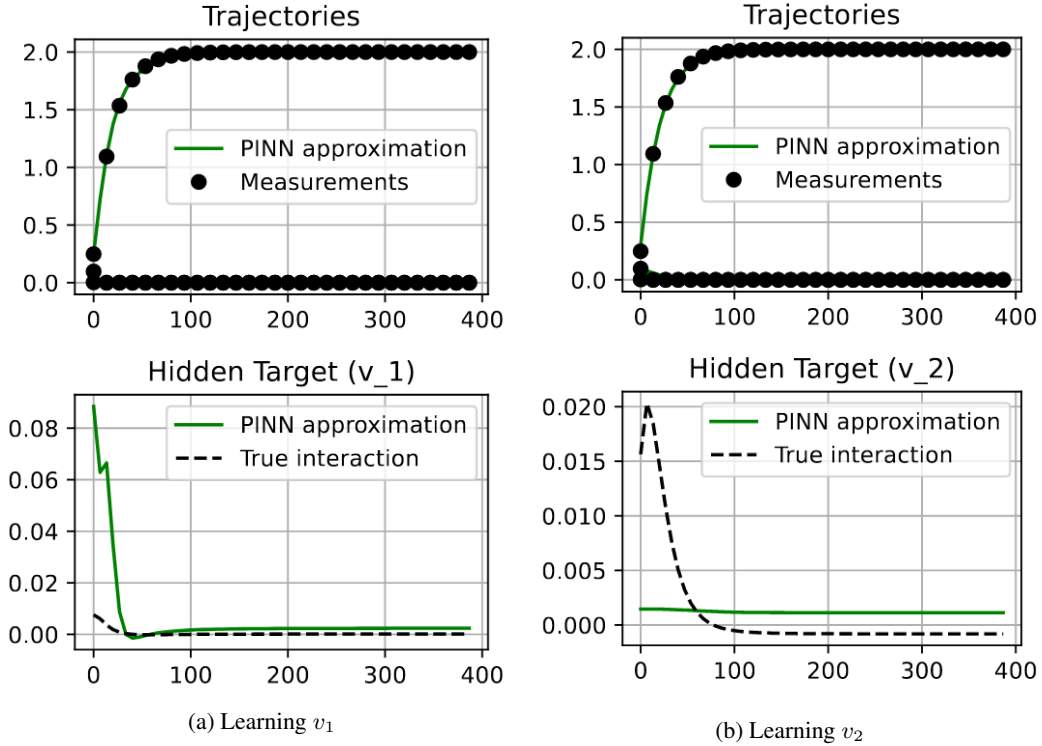 Trajectories
2.0
1.5
1.0
0.5
0.0
PINN approximation
Measurements
0 100 200 300 400
Hidden Target (v_1)
0.08
0.06
0.04
0.02
0.00
PINN approximation
True interaction
0 100 200 300 400
(a) Learning v₁
Trajectories
2.0
1.5
1.0
0.5
0.0
PINN approximation
Measurements
0 100 200 300 400
Hidden Target (v_2)
0.020
0.015
0.010
0.005
0.000
PINN approximation
True interaction
0 100 200 300 400
(b) Learning v₂